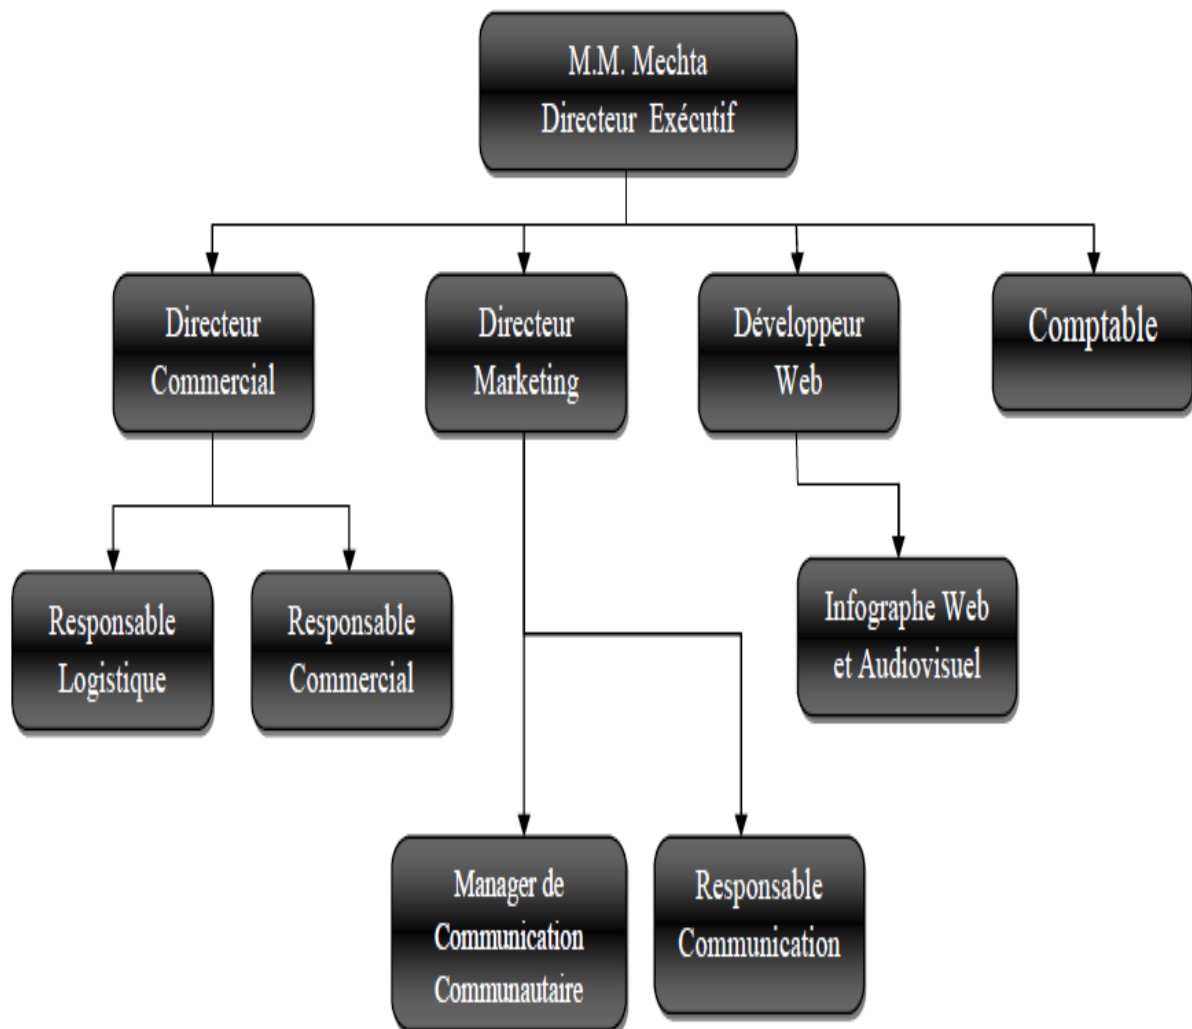 M.M. Mechta
Directeur Exécutif
Directeur
Commercial
Directeur
Marketing
Développeur
Web
Comptable
Responsable
Logistique
Responsable
Commercial
Infographe Web
et Audiovisuel
Manager de
Communication
Communautaire
Responsable
Communication